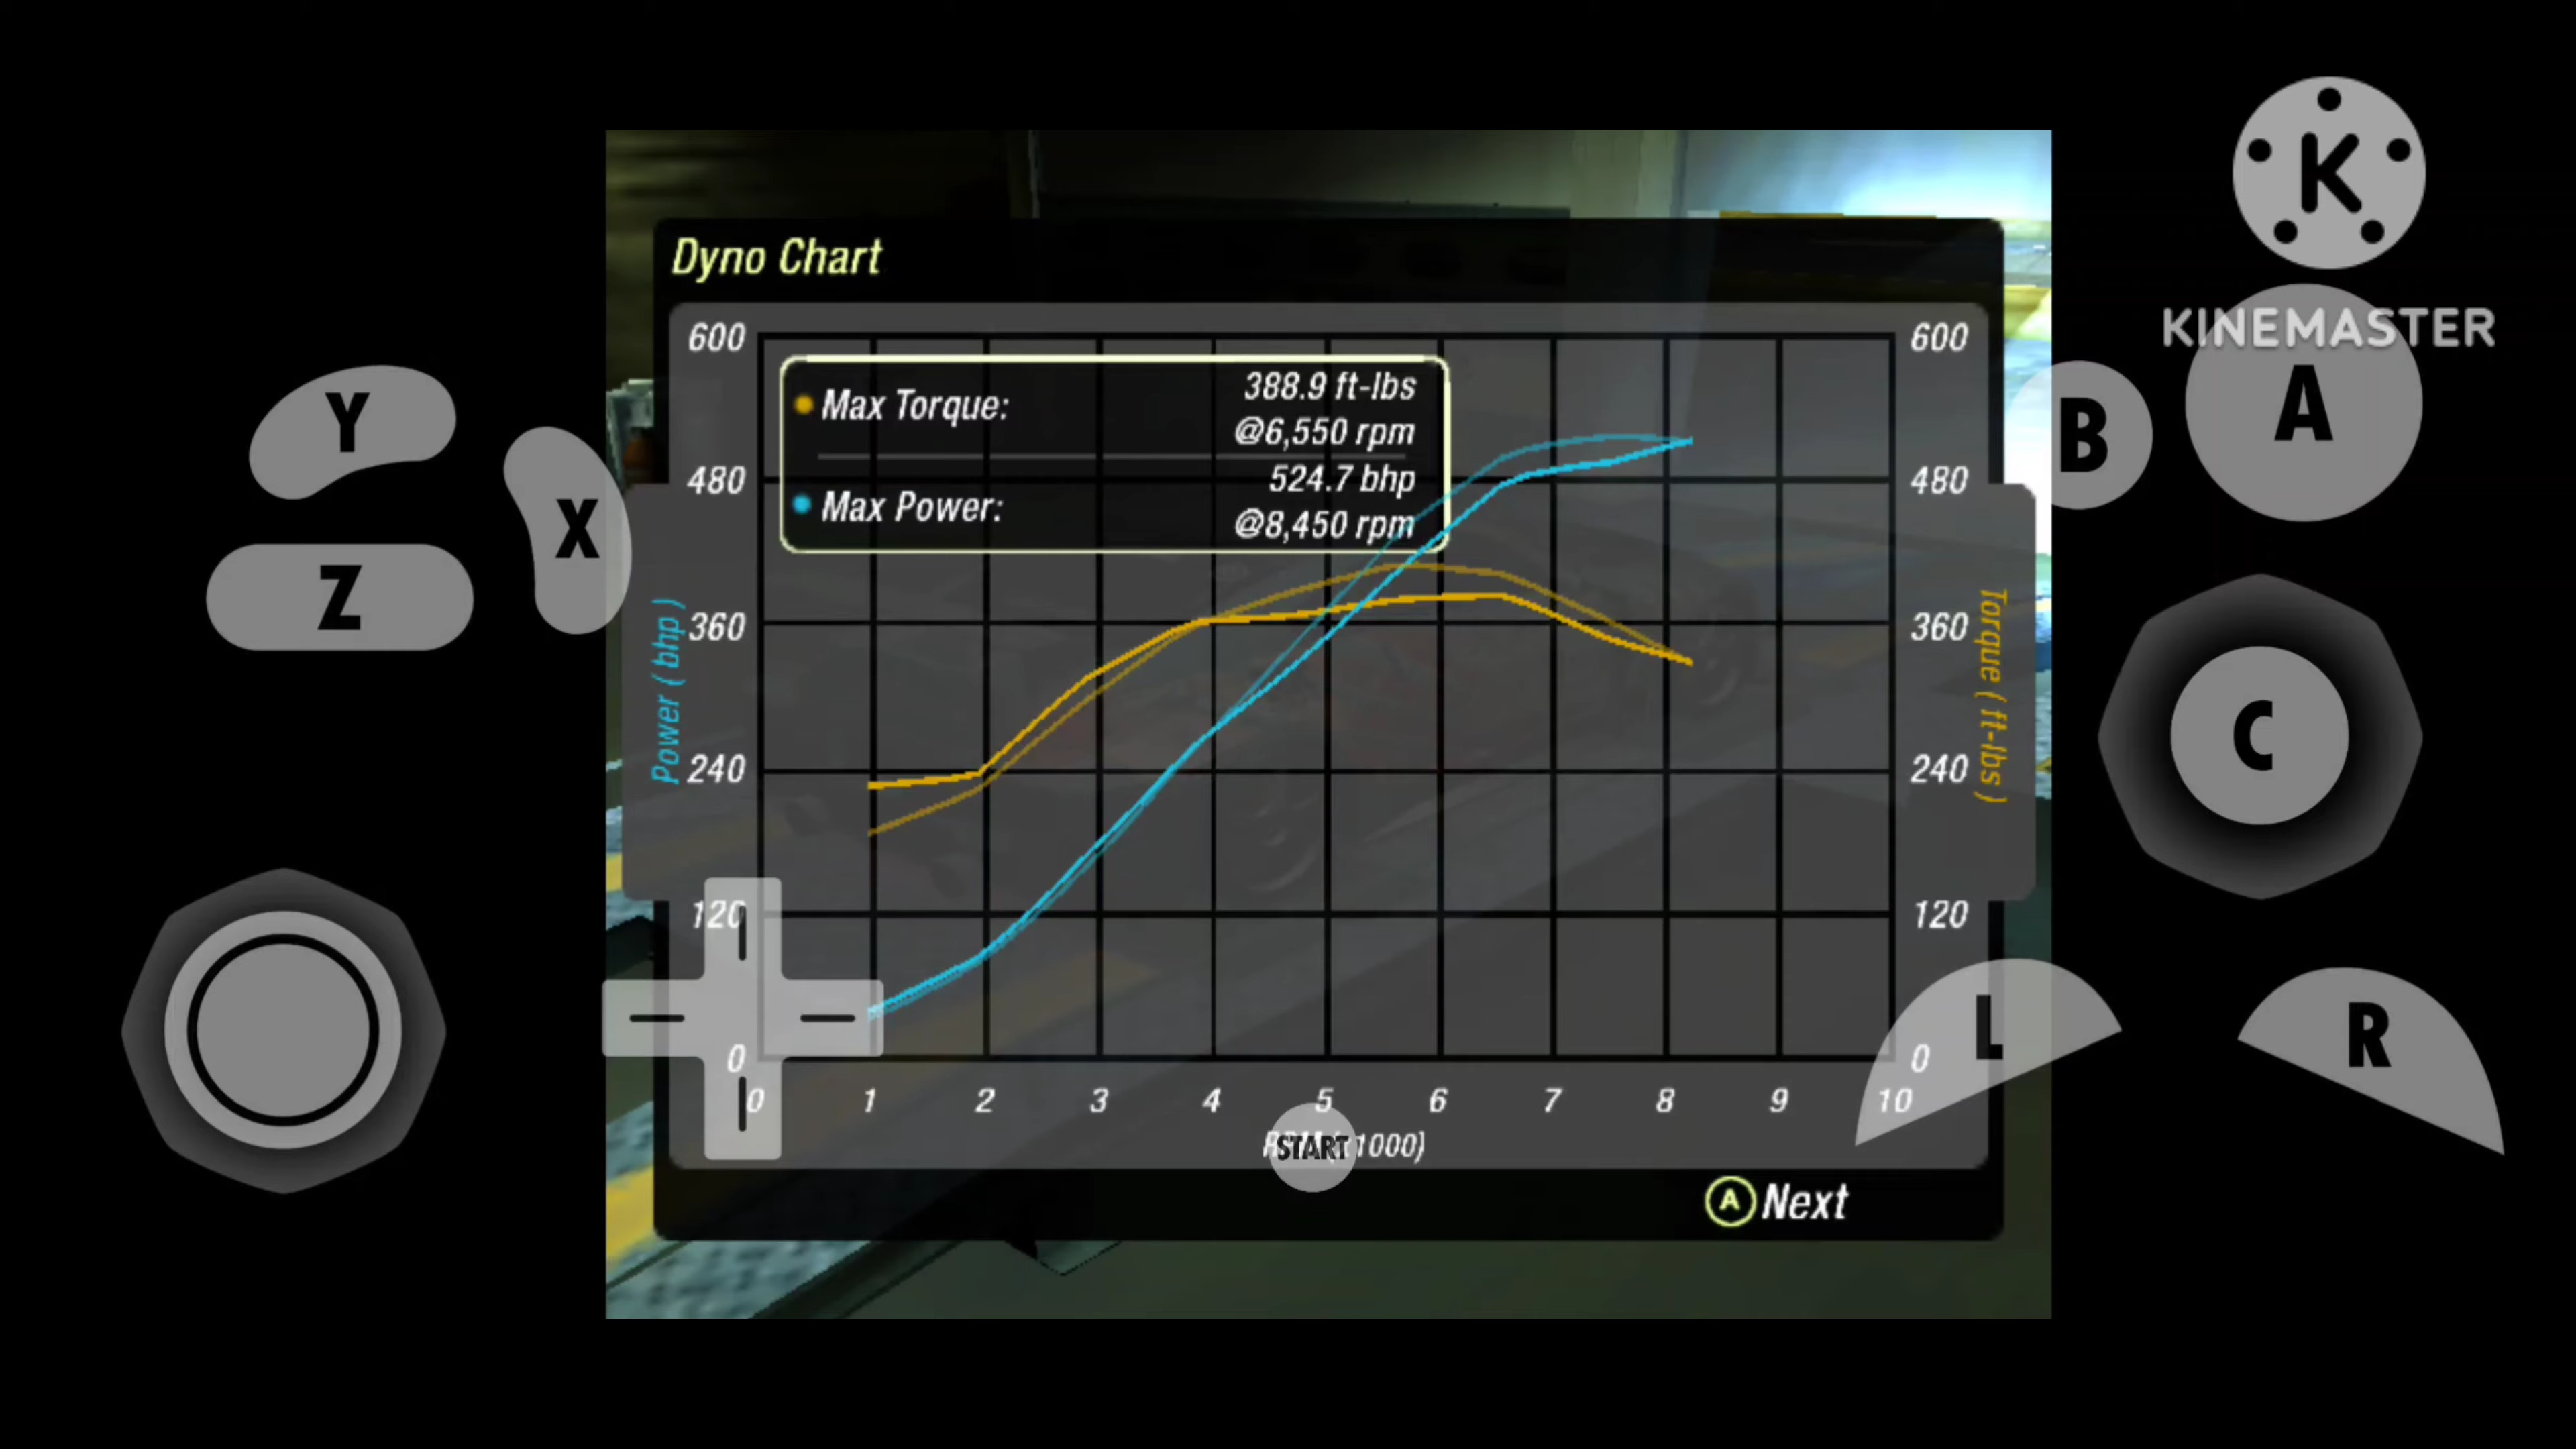 K
KINEMASTER
Dyno Chart
600
480
360
240
120
0
Power ( bhp )
Max Torque: 388.9 ft-lbs
@6,550 rpm
Max Power: 524.7 bhp
@8,450 rpm
600
480
360
240
120
0
Torque ( ft-lbs )
0 1 2 3 4 5 6 7 8 9 10
1000)
START
A Next
Y
X
Z
B
A
C
L
R